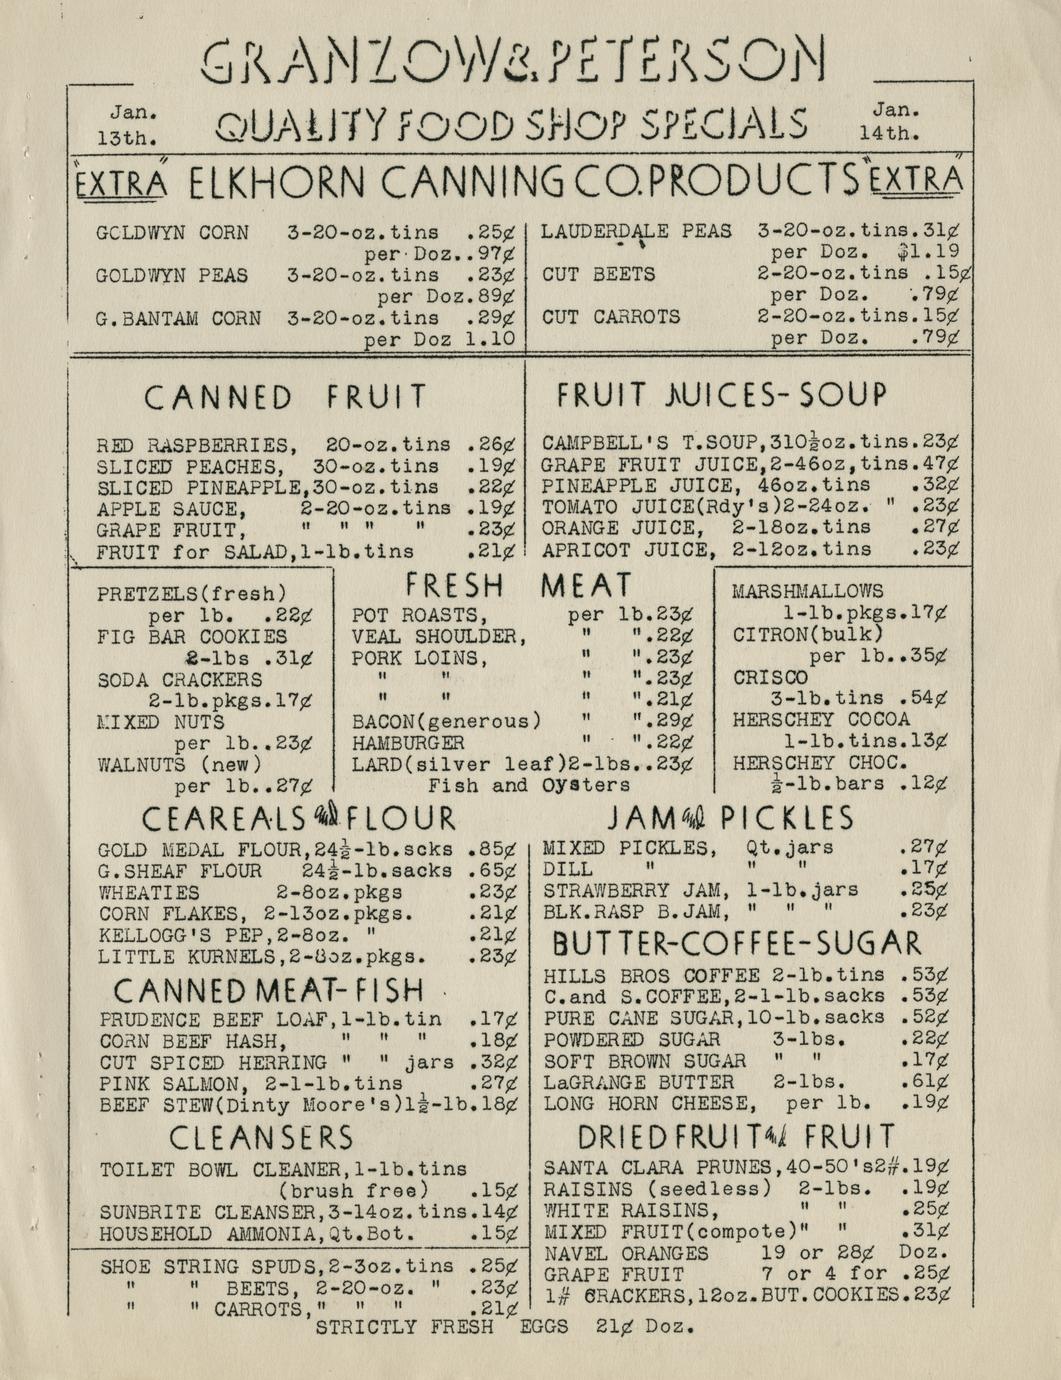 GRANZOW & PETERSON
Jan. 13th.
QUALITY FOOD SHOP SPECIALS
Jan. 14th.
"EXTRA" ELKHORN CANNING CO. PRODUCTS "EXTRA"
GOLDWYN CORN 3-20-oz.tins .25¢
per Doz..97¢
GOLDWYN PEAS 3-20-oz.tins .23¢
per Doz.89¢
G.BANTAM CORN 3-20-oz.tins .29¢
per Doz 1.10
LAUDERDALE PEAS 3-20-oz.tins.31¢
per Doz. $1.19
CUT BEETS 2-20-oz.tins .15¢
per Doz. .79¢
CUT CARROTS 2-20-oz.tins.15¢
per Doz. .79¢
CANNED FRUIT
RED RASPBERRIES, 20-oz.tins .26¢
SLICED PEACHES, 30-oz.tins .19¢
SLICED PINEAPPLE,30-oz.tins .22¢
APPLE SAUCE, 2-20-oz.tins .19¢
GRAPE FRUIT, " " " " .23¢
FRUIT for SALAD,1-lb.tins .21¢
FRUIT JUICES-SOUP
CAMPBELL'S T.SOUP,310½oz.tins.23¢
GRAPE FRUIT JUICE,2-46oz,tins.47¢
PINEAPPLE JUICE, 46oz.tins .32¢
TOMATO JUICE(Rdy's)2-24oz. " .23¢
ORANGE JUICE, 2-18oz.tins .27¢
APRICOT JUICE, 2-12oz.tins .23¢
PRETZELS(fresh)
per lb. .22¢
FIG BAR COOKIES
2-lbs .31¢
SODA CRACKERS
2-lb.pkgs.17¢
MIXED NUTS
per lb..23¢
WALNUTS (new)
per lb..27¢
FRESH MEAT
POT ROASTS, per lb.23¢
VEAL SHOULDER, " ".22¢
PORK LOINS, " ".23¢
" " " ".23¢
" " " ".21¢
BACON(generous) " ".29¢
HAMBURGER " ".22¢
LARD(silver leaf)2-lbs..23¢
Fish and Oysters
MARSHMALLOWS
1-lb.pkgs.17¢
CITRON(bulk)
per lb..35¢
CRISCO
3-lb.tins .54¢
HERSCHEY COCOA
1-lb.tins.13¢
HERSCHEY CHOC.
½-lb.bars .12¢
CEAREALS and FLOUR
GOLD MEDAL FLOUR,24½-lb.scks .85¢
G.SHEAF FLOUR 24½-lb.sacks .65¢
WHEATIES 2-8oz.pkgs .23¢
CORN FLAKES, 2-13oz.pkgs. .21¢
KELLOGG'S PEP,2-8oz. " .21¢
LITTLE KURNELS,2-8oz.pkgs. .23¢
CANNED MEAT-FISH
PRUDENCE BEEF LOAF,1-lb.tin .17¢
CORN BEEF HASH, " " " .18¢
CUT SPICED HERRING " " jars .32¢
PINK SALMON, 2-1-lb.tins .27¢
BEEF STEW(Dinty Moore's)1½-lb.18¢
CLEANSERS
TOILET BOWL CLEANER,1-lb.tins
(brush free) .15¢
SUNBRITE CLEANSER,3-14oz.tins.14¢
HOUSEHOLD AMMONIA,Qt.Bot. .15¢
SHOE STRING SPUDS,2-3oz.tins .25¢
" " BEETS, 2-20-oz. " .23¢
" " CARROTS," " " .21¢
JAM and PICKLES
MIXED PICKLES, Qt.jars .27¢
DILL " " " .17¢
STRAWBERRY JAM, 1-lb.jars .25¢
BLK.RASP B.JAM, " " " .23¢
BUTTER-COFFEE-SUGAR
HILLS BROS COFFEE 2-lb.tins .53¢
C.and S.COFFEE,2-1-lb.sacks .53¢
PURE CANE SUGAR,10-lb.sacks .52¢
POWDERED SUGAR 3-lbs. .22¢
SOFT BROWN SUGAR " " .17¢
LaGRANGE BUTTER 2-lbs. .61¢
LONG HORN CHEESE, per lb. .19¢
DRIED FRUIT and FRUIT
SANTA CLARA PRUNES,40-50's2#.19¢
RAISINS (seedless) 2-lbs. .19¢
WHITE RAISINS, " " .25¢
MIXED FRUIT(compote)" " .31¢
NAVEL ORANGES 19 or 28¢ Doz.
GRAPE FRUIT 7 or 4 for .25¢
1# CRACKERS,12oz.BUT.COOKIES.23¢
STRICTLY FRESH EGGS 21¢ Doz.